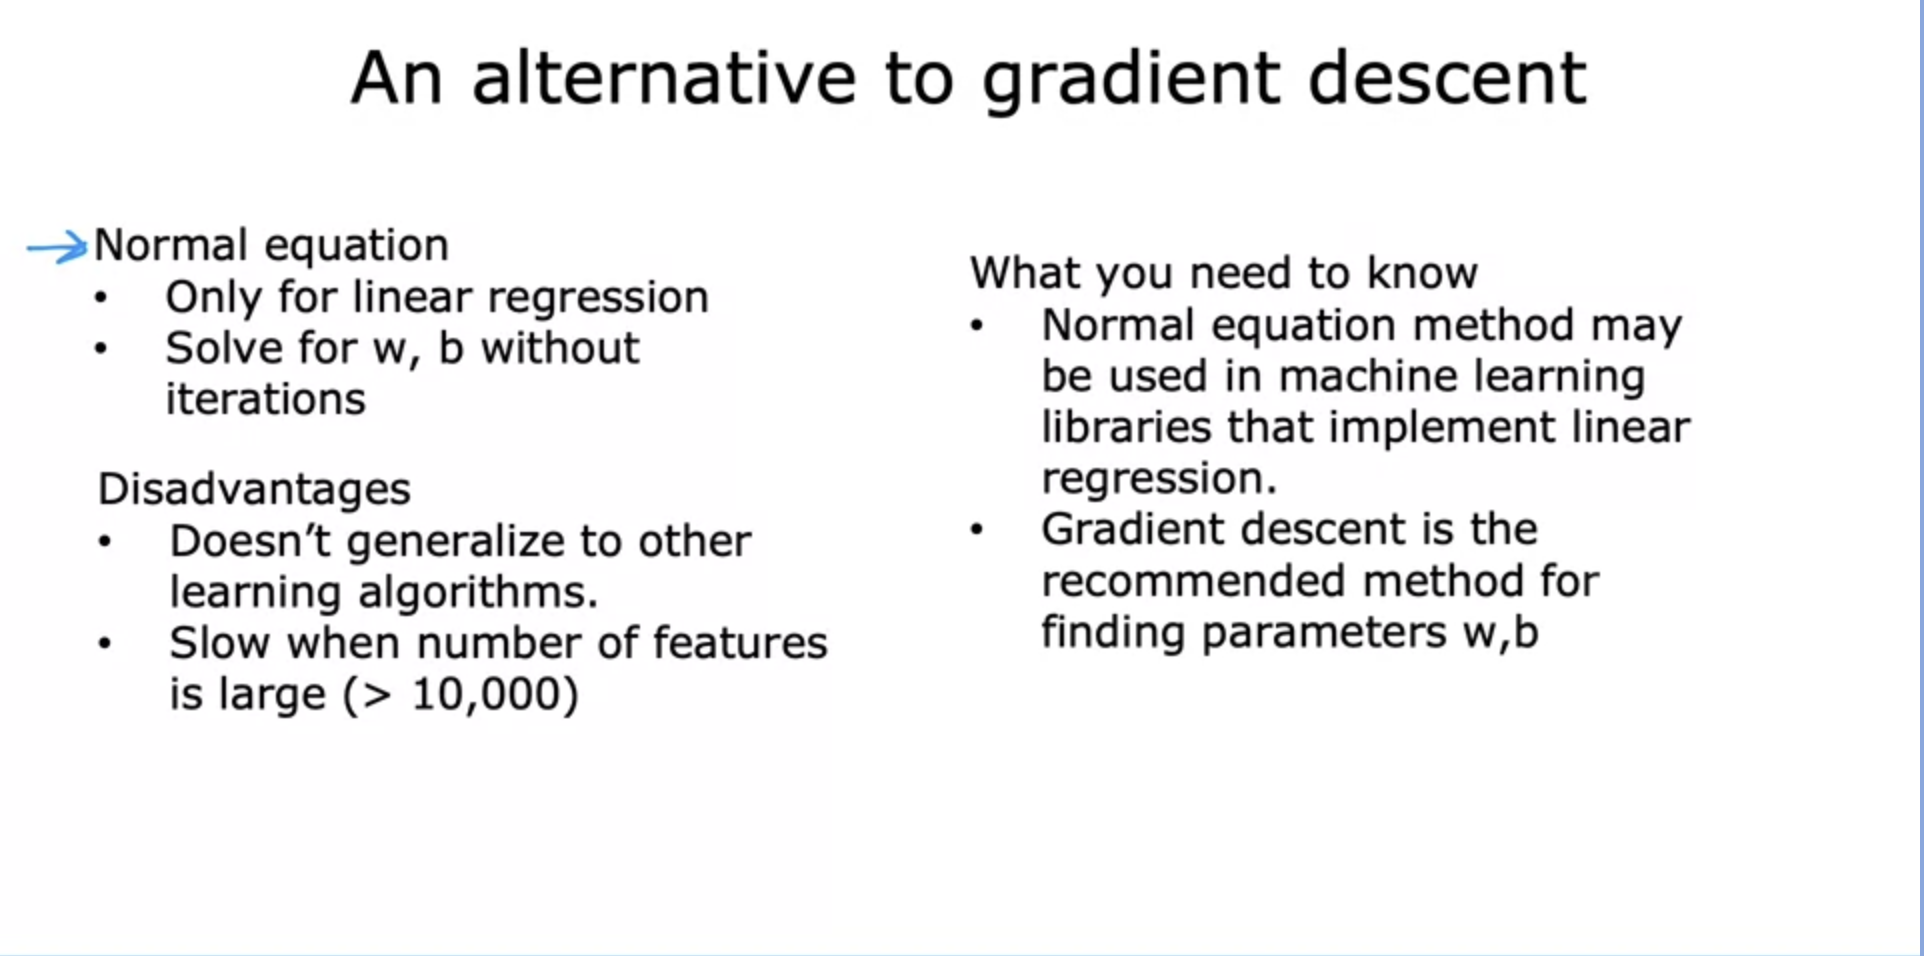 An alternative to gradient descent
Normal equation
• Only for linear regression
• Solve for w, b without
iterations
Disadvantages
• Doesn’t generalize to other
learning algorithms.
• Slow when number of features
is large (> 10,000)
What you need to know
• Normal equation method may
be used in machine learning
libraries that implement linear
regression.
• Gradient descent is the
recommended method for
finding parameters w,b